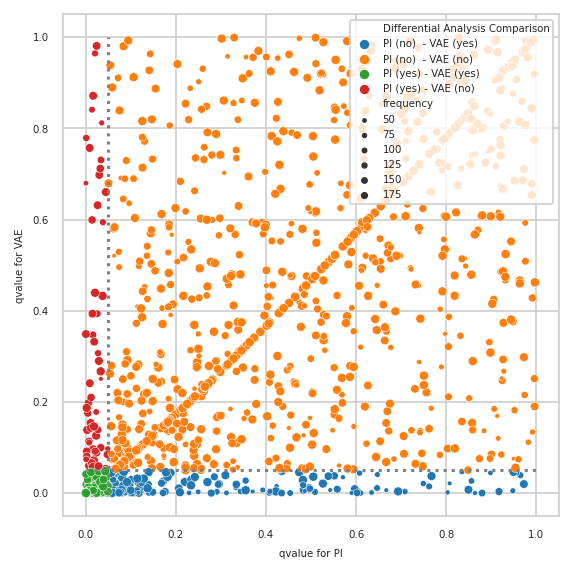 Differential Analysis Comparison
PI (no)  - VAE (yes)
PI (no)  - VAE (no)
PI (yes) - VAE (yes)
PI (yes) - VAE (no)
frequency
50
75
100
125
150
175
1.0
0.8
0.6
0.4
0.2
0.0
qvalue for VAE
0.0 0.2 0.4 0.6 0.8 1.0
qvalue for PI